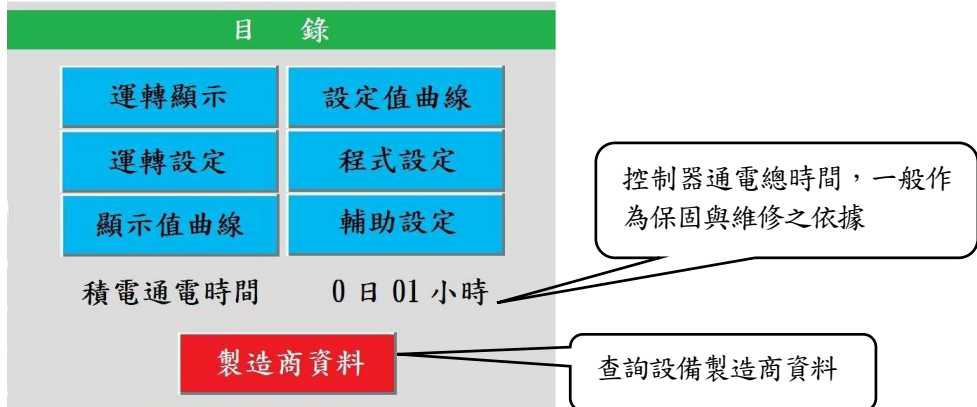 目 錄
運轉顯示 設定值曲線
運轉設定 程式設定
顯示值曲線 輔助設定
積電通電時間 0日01小時
製造商資料
控制器通電總時間，一般作
為保固與維修之依據
查詢設備製造商資料